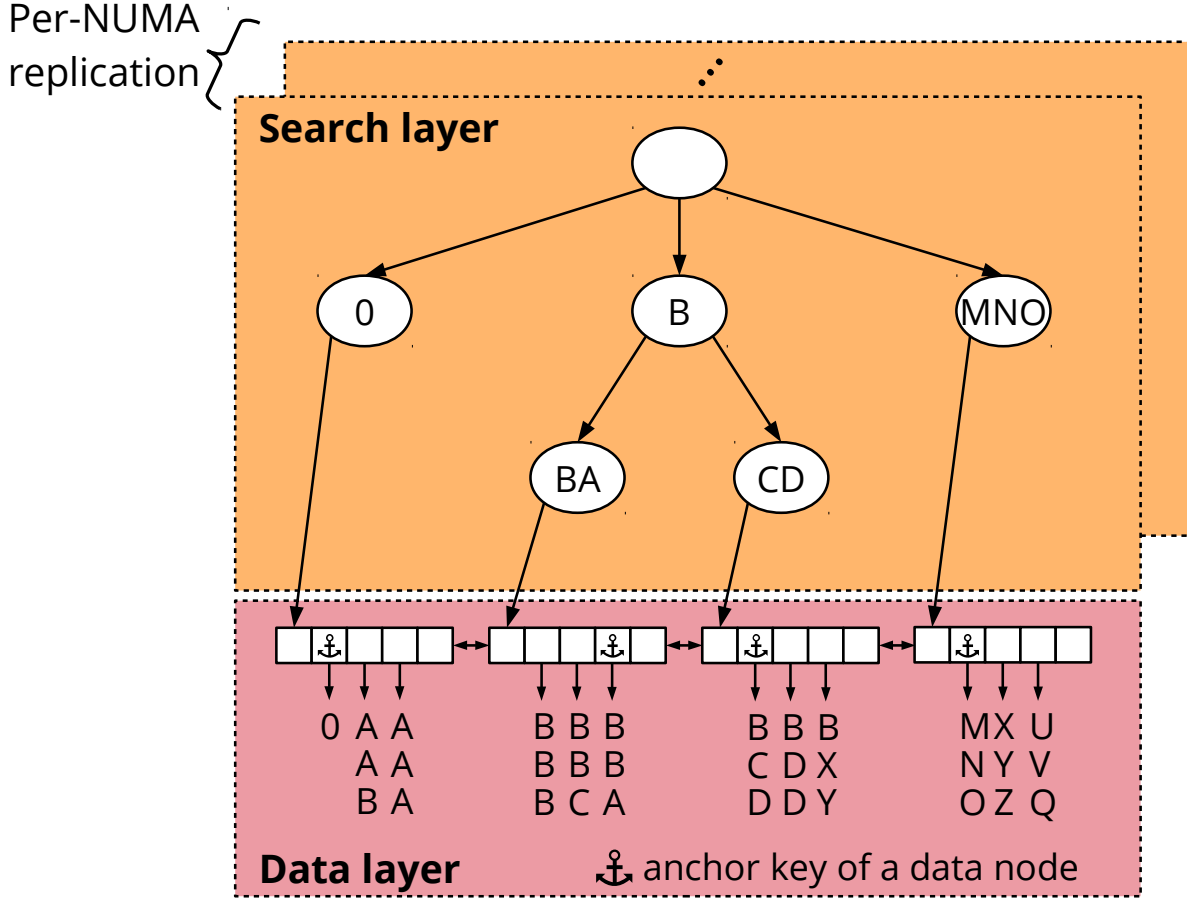 Per-NUMA
replication
Search layer
0
B
MNO
BA
CD
0 A A
A A
B A
B B B
B B B
B C A
B B B
C D X
D D Y
M X U
N Y V
O Z Q
Data layer
anchor key of a data node